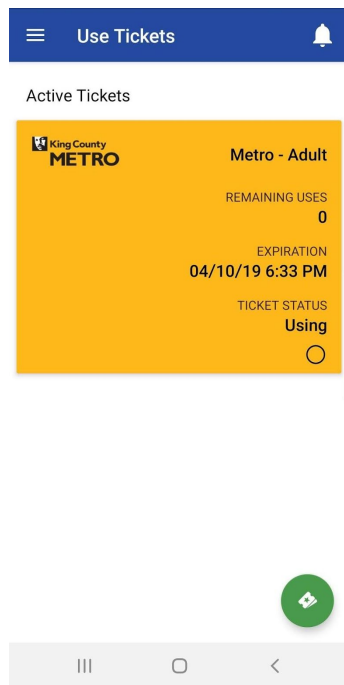 Use Tickets
Active Tickets
King County
METRO
Metro - Adult
REMAINING USES
0
EXPIRATION
04/10/19 6:33 PM
TICKET STATUS
Using